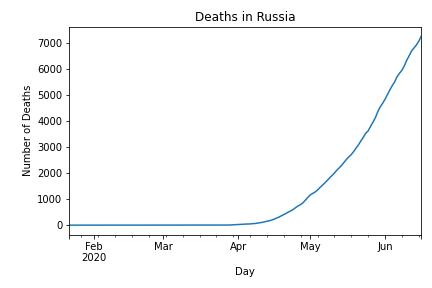 Deaths in Russia
Number of Deaths
7000
6000
5000
4000
3000
2000
1000
0
Feb
2020
Mar
Apr
May
Jun
Day